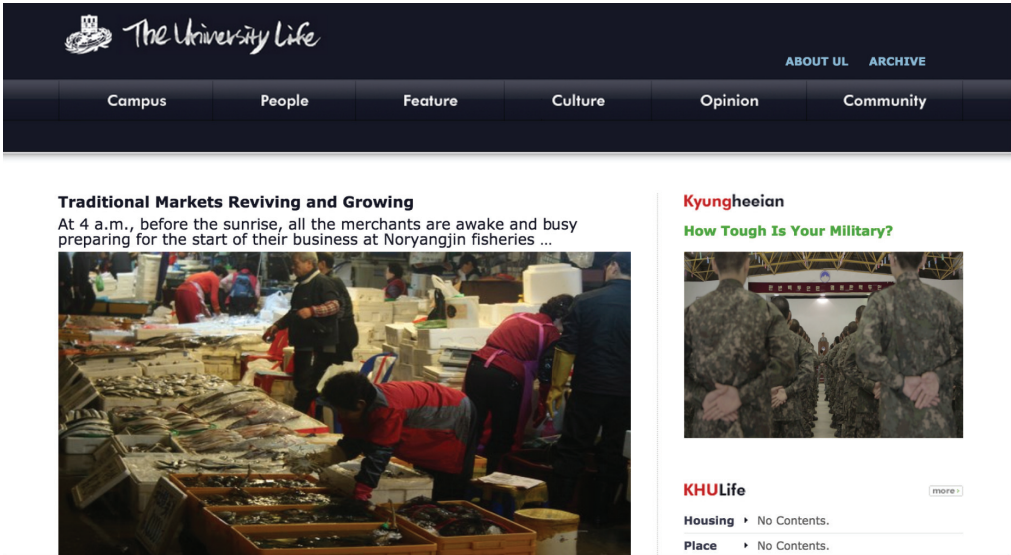 The University Life
ABOUT UL ARCHIVE
Campus People Feature Culture Opinion Community
Traditional Markets Reviving and Growing
At 4 a.m., before the sunrise, all the merchants are awake and busy
preparing for the start of their business at Noryangjin fisheries ...
Kyungheeian
How Tough Is Your Military?
KHULife
more
Housing No Contents.
Place No Contents.